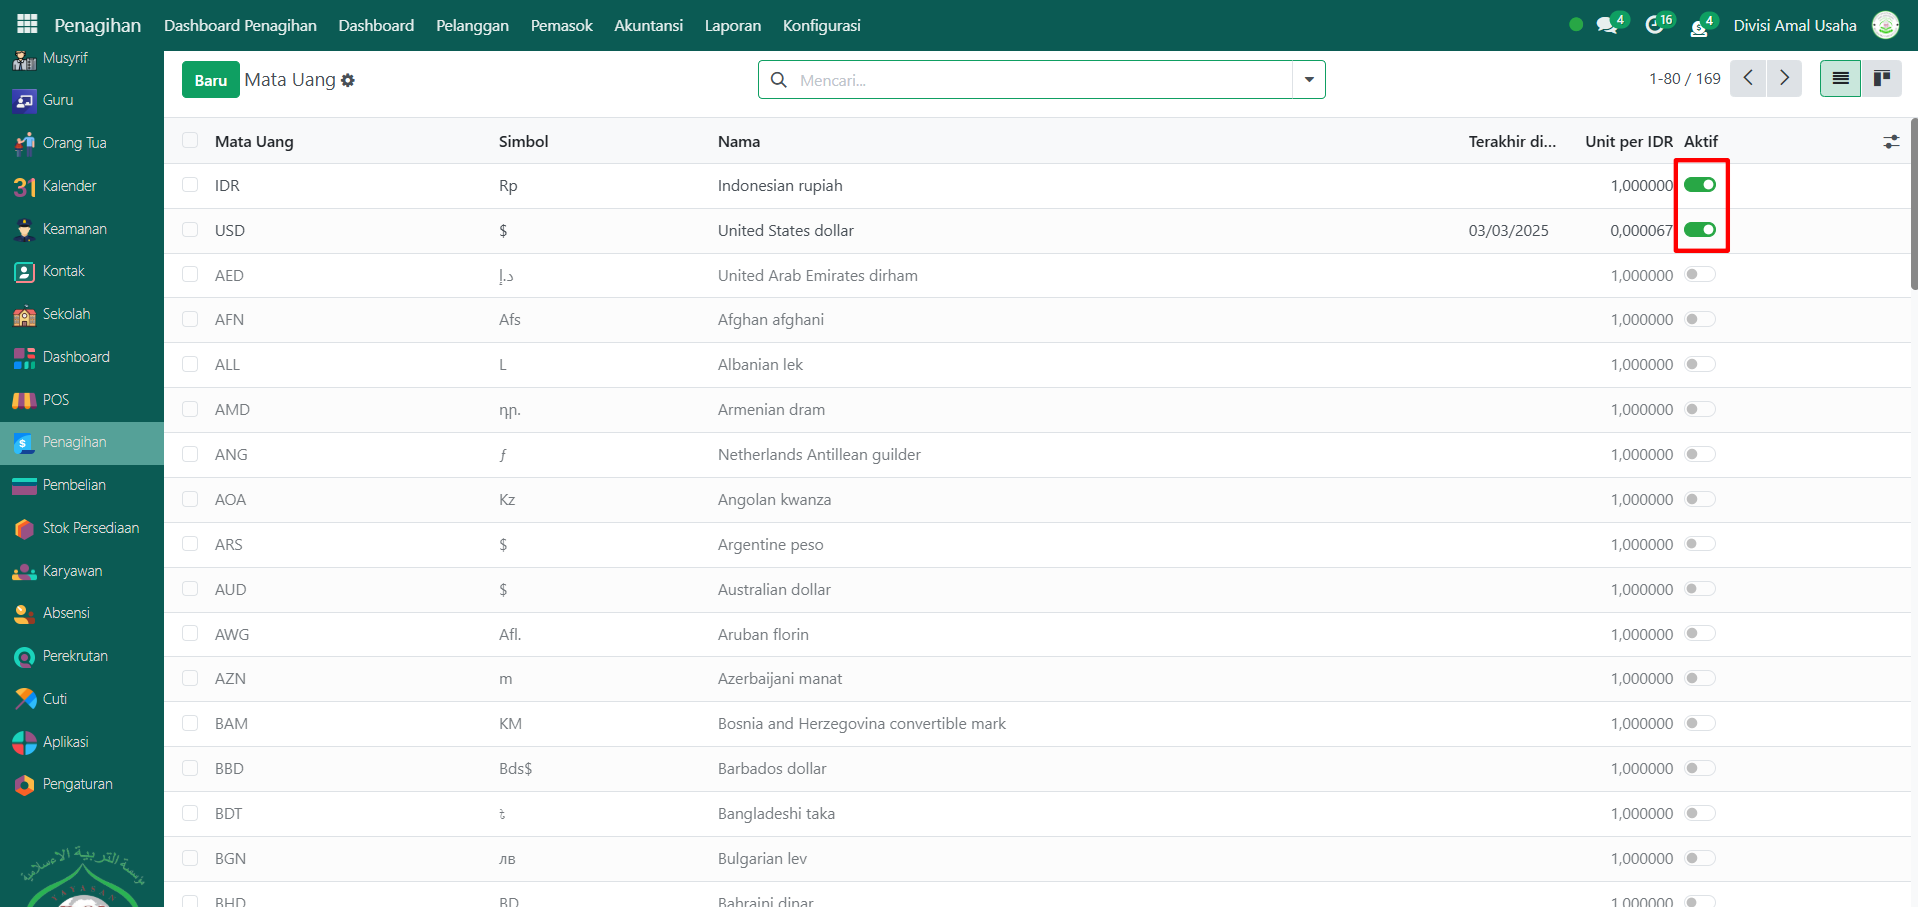 Penagihan Dashboard Penagihan Dashboard Pelanggan Pemasok Akuntansi Laporan Konfigurasi 4 16 4 Divisi Amal Usaha
Musyrif
Guru
Orang Tua
31 Kalender
Keamanan
Kontak
Sekolah
Dashboard
POS
Penagihan
Pembelian
Stok Persediaan
Karyawan
Absensi
Perekrutan
Cuti
Aplikasi
Pengaturan
Baru Mata Uang Mencari... 1-80 / 169
Mata Uang Simbol Nama Terakhir di... Unit per IDR Aktif
IDR Rp Indonesian rupiah 1,000000
USD $ United States dollar 03/03/2025 0,000067
AED د.إ United Arab Emirates dirham 1,000000
AFN Afs Afghan afghani 1,000000
ALL L Albanian lek 1,000000
AMD դր. Armenian dram 1,000000
ANG ƒ Netherlands Antillean guilder 1,000000
AOA Kz Angolan kwanza 1,000000
ARS $ Argentine peso 1,000000
AUD $ Australian dollar 1,000000
AWG Afl. Aruban florin 1,000000
AZN m Azerbaijani manat 1,000000
BAM KM Bosnia and Herzegovina convertible mark 1,000000
BBD Bds$ Barbados dollar 1,000000
BDT Bangladeshi taka 1,000000
BGN лв Bulgarian lev 1,000000
BHD BD Bahraini dinar 1,000000
مؤسسة التربية الإسلامية